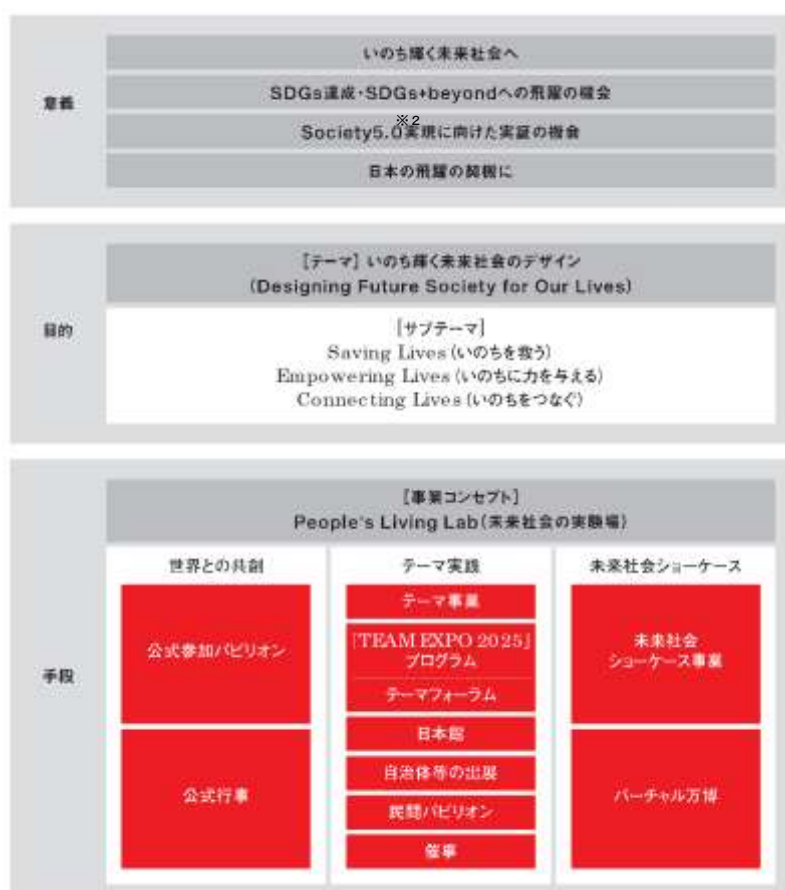 意義
いのち輝く未来社会へ
SDGs達成・SDGs+beyondへの飛躍の機会
※2
Society5.0実現に向けた実証の機会
日本の飛躍の契機に
目的
[テーマ] いのち輝く未来社会のデザイン
(Designing Future Society for Our Lives)
[サブテーマ]
Saving Lives (いのちを救う)
Empowering Lives (いのちに力を与える)
Connecting Lives (いのちをつなぐ)
手段
[事業コンセプト]
People's Living Lab(未来社会の実験場)
世界との共創
公式参加パビリオン
公式行事
テーマ実践
テーマ事業
「TEAM EXPO 2025」
プログラム
テーマフォーラム
日本館
自治体等の出展
民間パビリオン
催事
未来社会ショーケース
未来社会
ショーケース事業
バーチャル万博